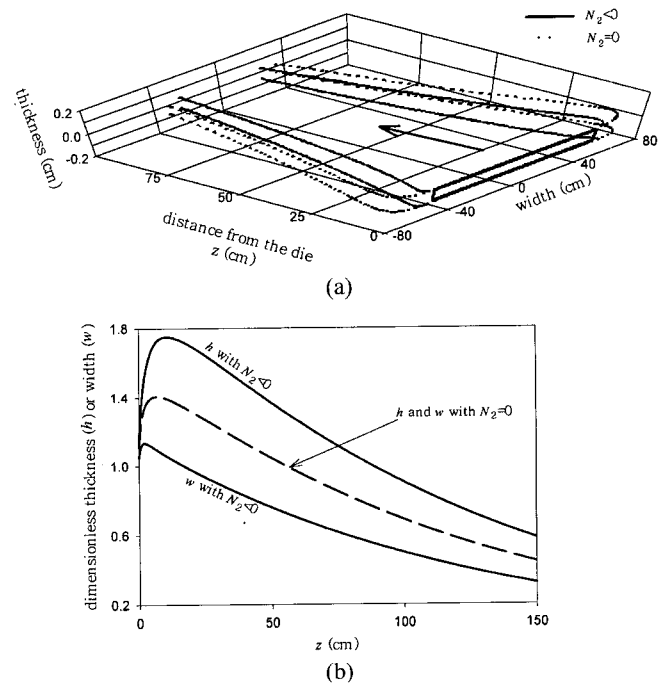 N₂<0
N₂=0
thickness (cm)
0.2
0.0
-0.2
75
50
25
0
distance from the die
z (cm)
-80
-40
0
40
80
width (cm)
(a)
dimensionless thickness (h) or width (w)
1.8
1.4
1.0
0.6
0.2
h with N₂<0
h and w with N₂=0
w with N₂<0
0
50
100
150
z (cm)
(b)